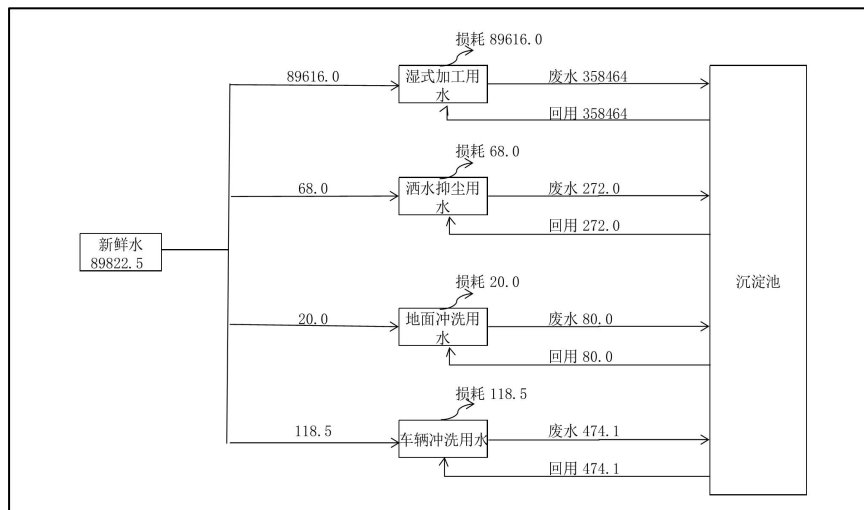 损耗 89616.0
89616.0
湿式加工用
水
废水 358464
回用 358464
损耗 68.0
68.0
洒水抑尘用
水
废水 272.0
回用 272.0
新鲜水
89822.5
沉淀池
损耗 20.0
20.0
地面冲洗用
水
废水 80.0
回用 80.0
损耗 118.5
118.5
车辆冲洗用水
废水 474.1
回用 474.1